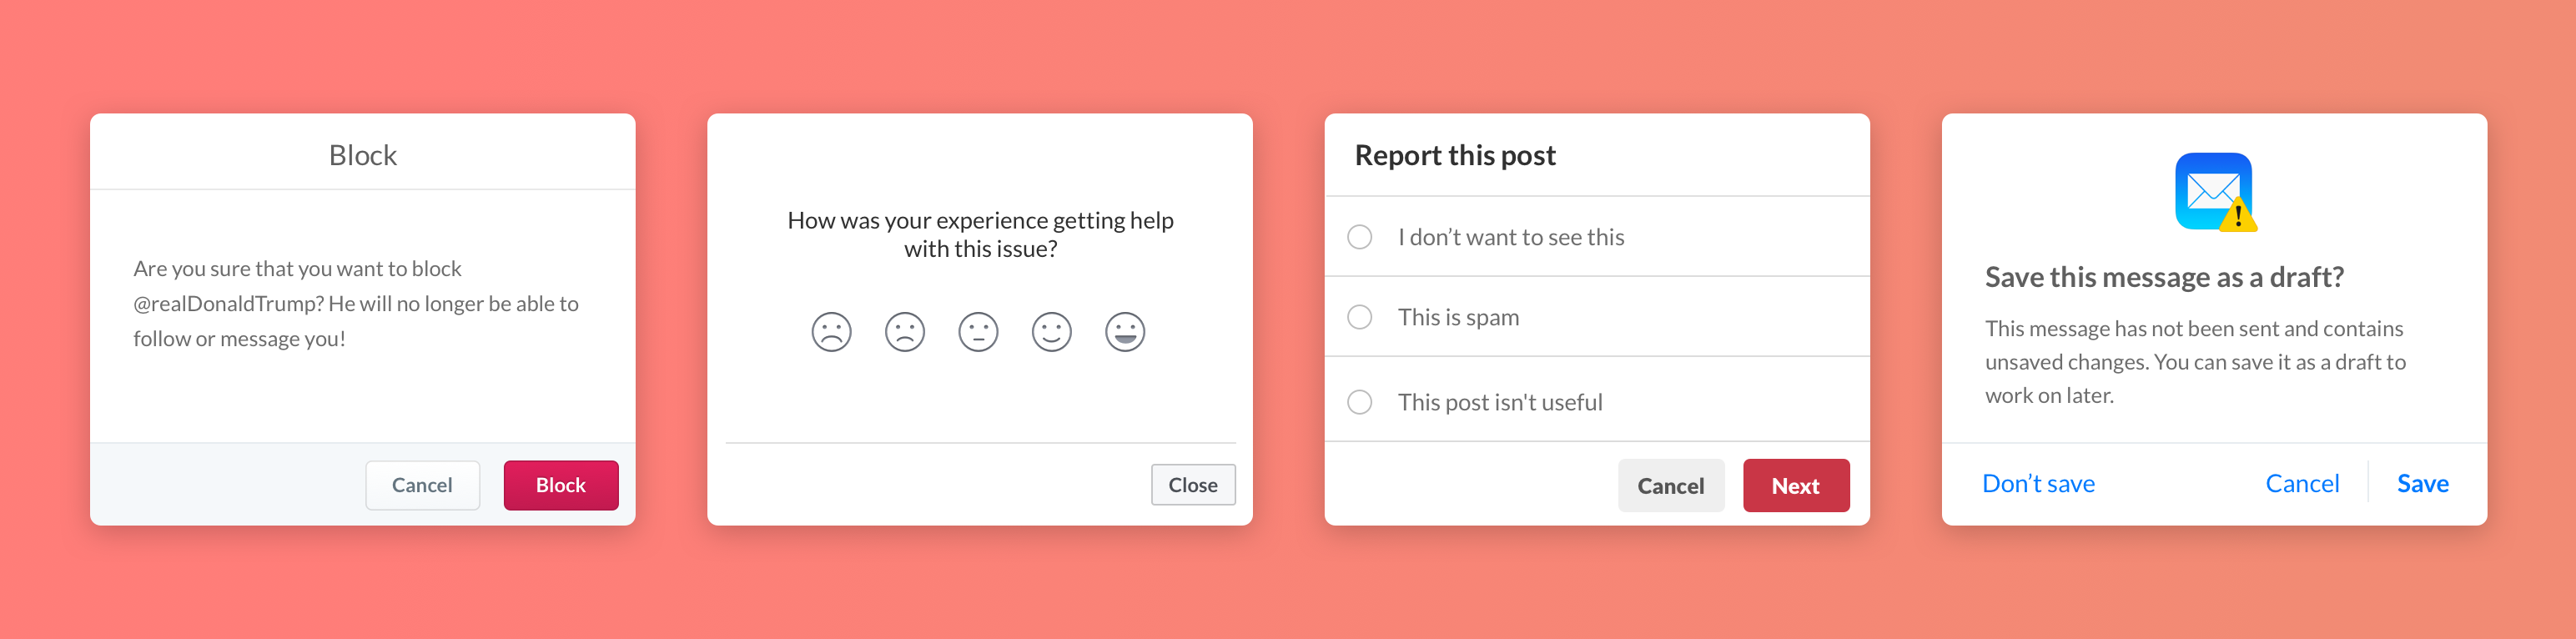 Block
Are you sure that you want to block
@realDonaldTrump? He will no longer be able to
follow or message you!
Cancel
Block
How was your experience getting help
with this issue?
Close
Report this post
I don’t want to see this
This is spam
This post isn't useful
Cancel
Next
Save this message as a draft?
This message has not been sent and contains
unsaved changes. You can save it as a draft to
work on later.
Don’t save
Cancel
Save